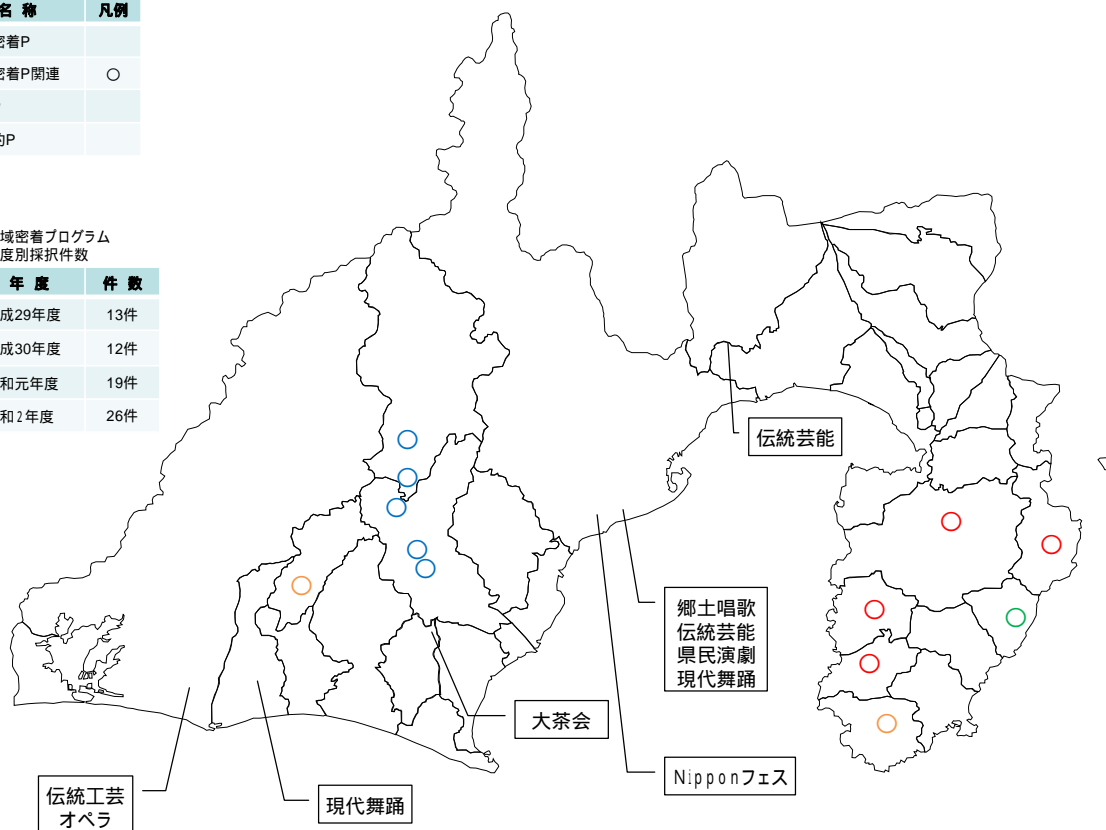 名 称 凡例
密着P
密着P関連 ○
的P
域密着プログラム
度別採択件数
年 度 件 数
成29年度 13件
成30年度 12件
和元年度 19件
和2年度 26件
伝統芸能
郷土唱歌
伝統芸能
県民演劇
現代舞踊
大茶会
Nipponフェス
現代舞踊
伝統工芸
オペラ